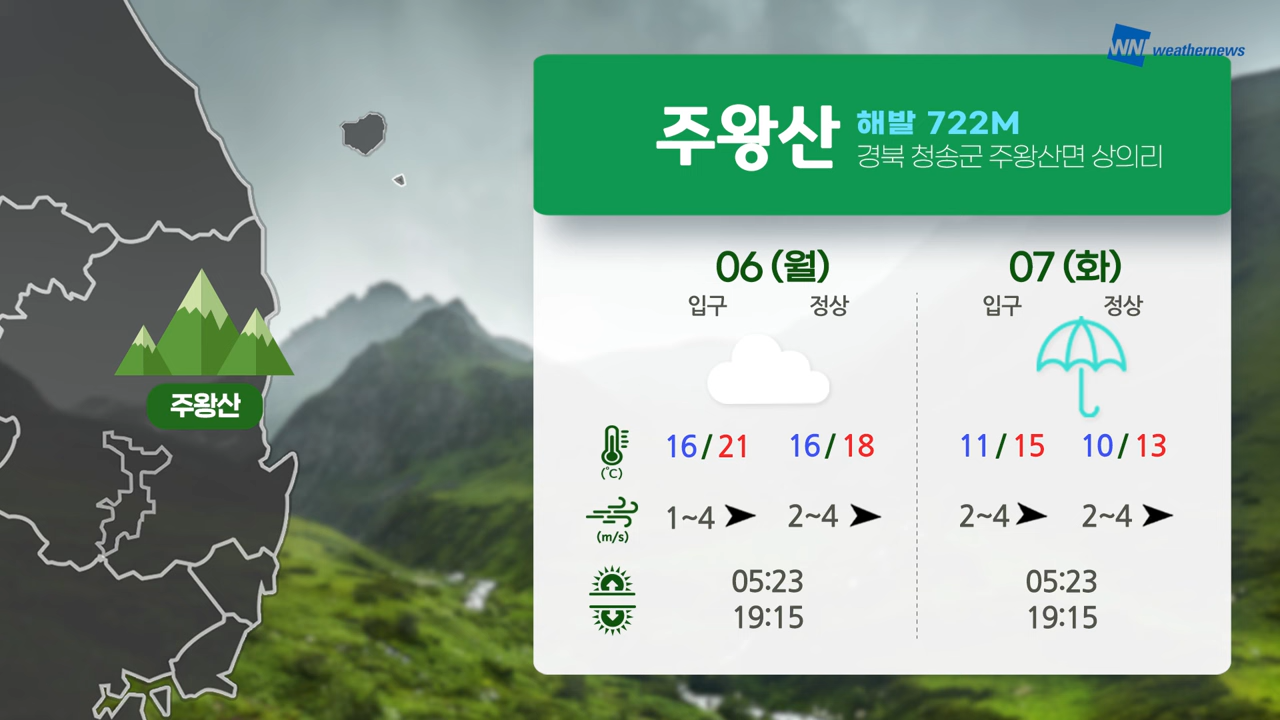 WNI weathernews
주왕산
해발 722M
경북 청송군 주왕산면 상의리
주왕산
06 (월)
07 (화)
입구 정상
입구 정상
(℃)
16/21 16/18
11/15 10/13
(m/s)
1~4 2~4
2~4 2~4
05:23
19:15
05:23
19:15